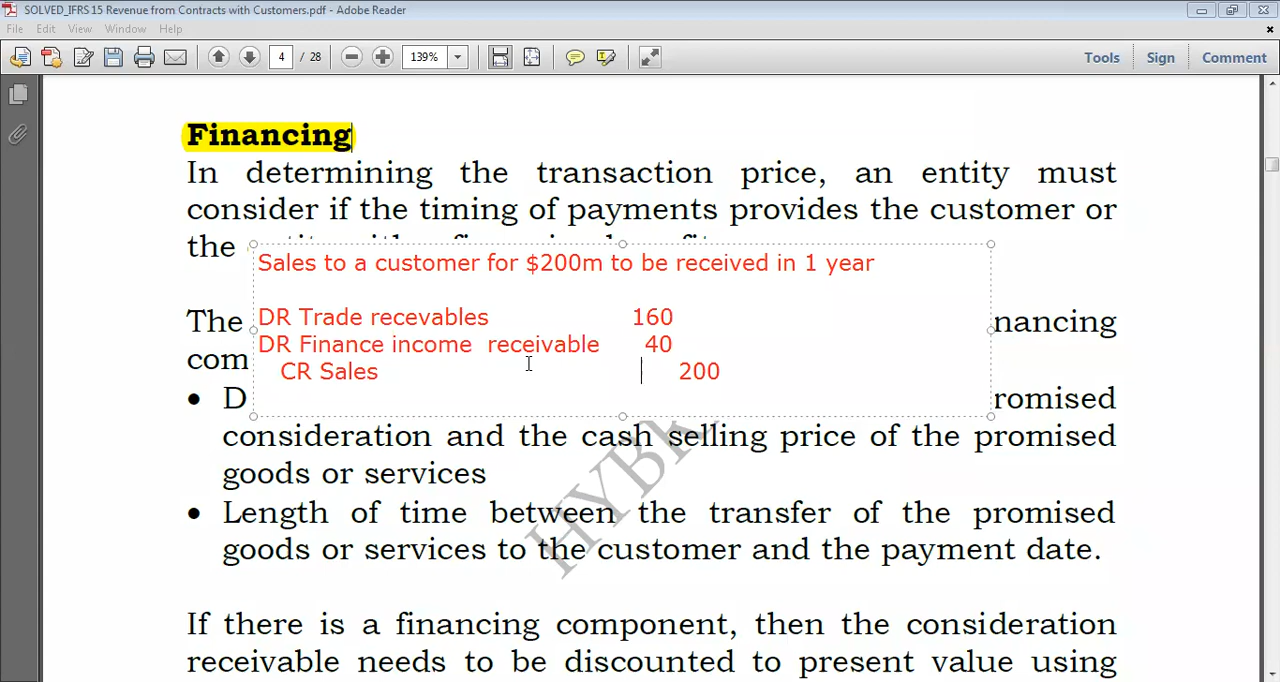 SOLVED_IFRS 15 Revenue from Contracts with Customers.pdf - Adobe Reader
File Edit View Window Help
4 / 28 139% Tools Sign Comment
Financing
In determining the transaction price, an entity must
consider if the timing of payments provides the customer or
the
Sales to a customer for $200m to be received in 1 year
The DR Trade recevables 160 nancing
DR Finance income receivable 40
com
CR Sales 200
• D romised
consideration and the cash selling price of the promised
goods or services
• Length of time between the transfer of the promised
goods or services to the customer and the payment date.
HYBK
If there is a financing component, then the consideration
receivable needs to be discounted to present value using